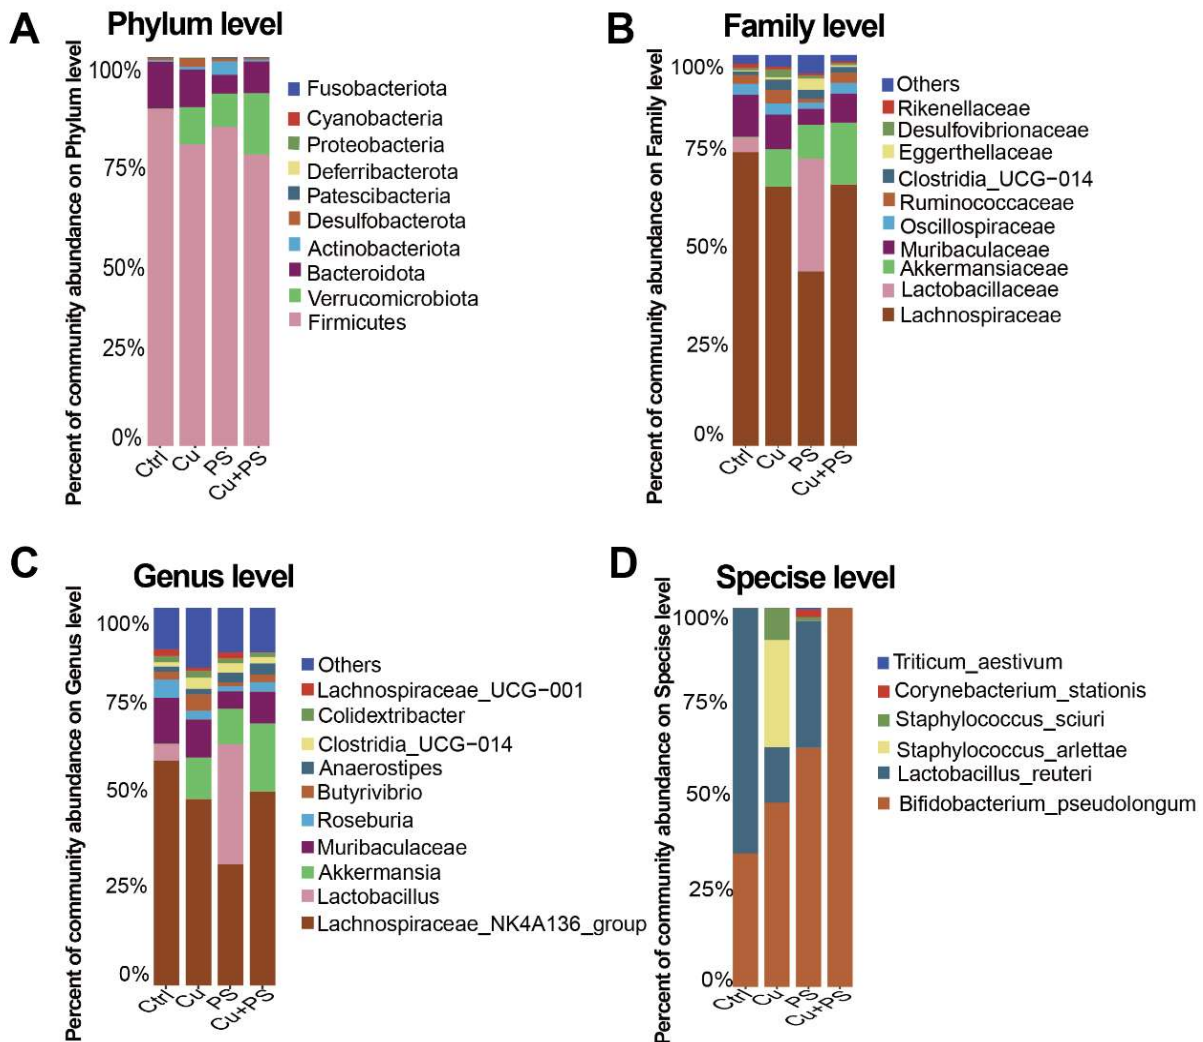 A
Phylum level
Percent of community abundance on Phylum level
100%
75%
50%
25%
0%
Ctrl
Cu
PS
Cu+PS
Fusobacteriota
Cyanobacteria
Proteobacteria
Deferribacterota
Patescibacteria
Desulfobacterota
Actinobacteriota
Bacteroidota
Verrucomicrobiota
Firmicutes
B
Family level
Percent of community abundance on Family level
100%
75%
50%
25%
0%
Ctrl
Cu
PS
Cu+PS
Others
Rikenellaceae
Desulfovibrionaceae
Eggerthellaceae
Clostridia_UCG−014
Ruminococcaceae
Oscillospiraceae
Muribaculaceae
Akkermansiaceae
Lactobacillaceae
Lachnospiraceae
C
Genus level
Percent of community abundance on Genus level
100%
75%
50%
25%
0%
Ctrl
Cu
PS
Cu+PS
Others
Lachnospiraceae_UCG−001
Colidextribacter
Clostridia_UCG−014
Anaerostipes
Butyrivibrio
Roseburia
Muribaculaceae
Akkermansia
Lactobacillus
Lachnospiraceae_NK4A136_group
D
Specise level
Percent of community abundance on Specise level
100%
75%
50%
25%
0%
Ctrl
Cu
PS
Cu+PS
Triticum_aestivum
Corynebacterium_stationis
Staphylococcus_sciuri
Staphylococcus_arlettae
Lactobacillus_reuteri
Bifidobacterium_pseudolongum